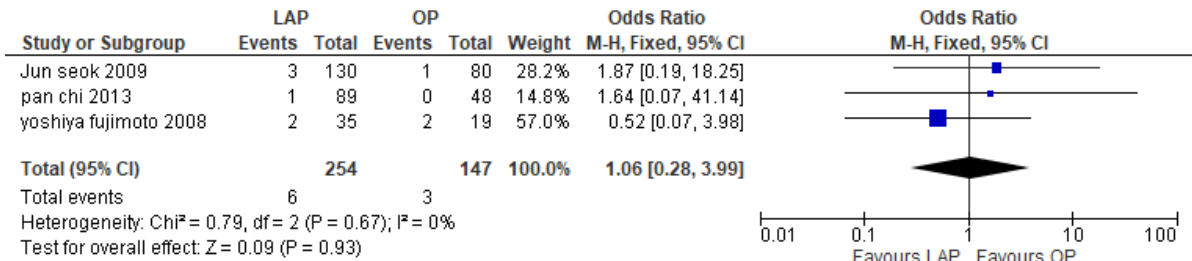 LAP OP Odds Ratio Odds Ratio
Study or Subgroup Events Total Events Total Weight M-H, Fixed, 95% CI M-H, Fixed, 95% CI
Jun seok 2009 3 130 1 80 28.2% 1.87 [0.19, 18.25]
pan chi 2013 1 89 0 48 14.8% 1.64 [0.07, 41.14]
yoshiya fujimoto 2008 2 35 2 19 57.0% 0.52 [0.07, 3.98]
Total (95% CI) 254 147 100.0% 1.06 [0.28, 3.99]
Total events 6 3
Heterogeneity: Chi² = 0.79, df = 2 (P = 0.67); I² = 0%
Test for overall effect: Z = 0.09 (P = 0.93)
0.01 0.1 1 10 100
Favours LAP Favours OP